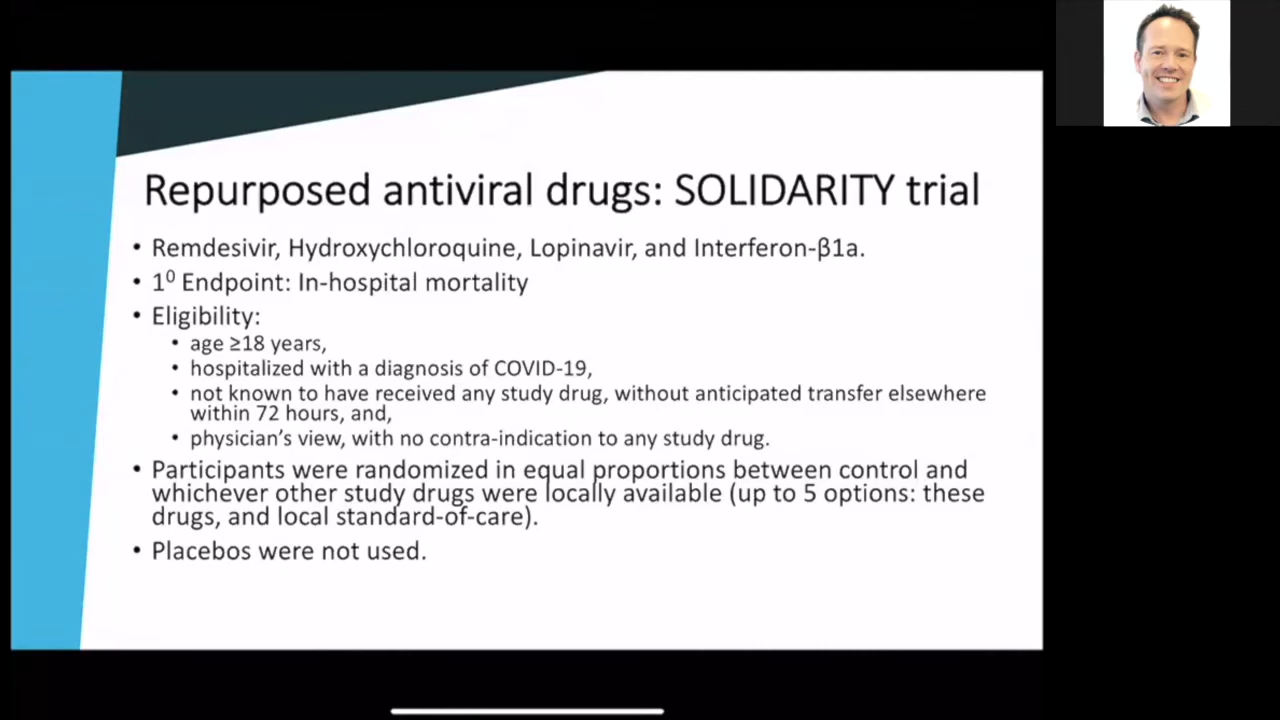 Repurposed antiviral drugs: SOLIDARITY trial
• Remdesivir, Hydroxychloroquine, Lopinavir, and Interferon-β1a.
• 1⁰ Endpoint: In-hospital mortality
• Eligibility:
• age ≥18 years,
• hospitalized with a diagnosis of COVID-19,
• not known to have received any study drug, without anticipated transfer elsewhere
within 72 hours, and,
• physician's view, with no contra-indication to any study drug.
• Participants were randomized in equal proportions between control and
whichever other study drugs were locally available (up to 5 options: these
drugs, and local standard-of-care).
• Placebos were not used.